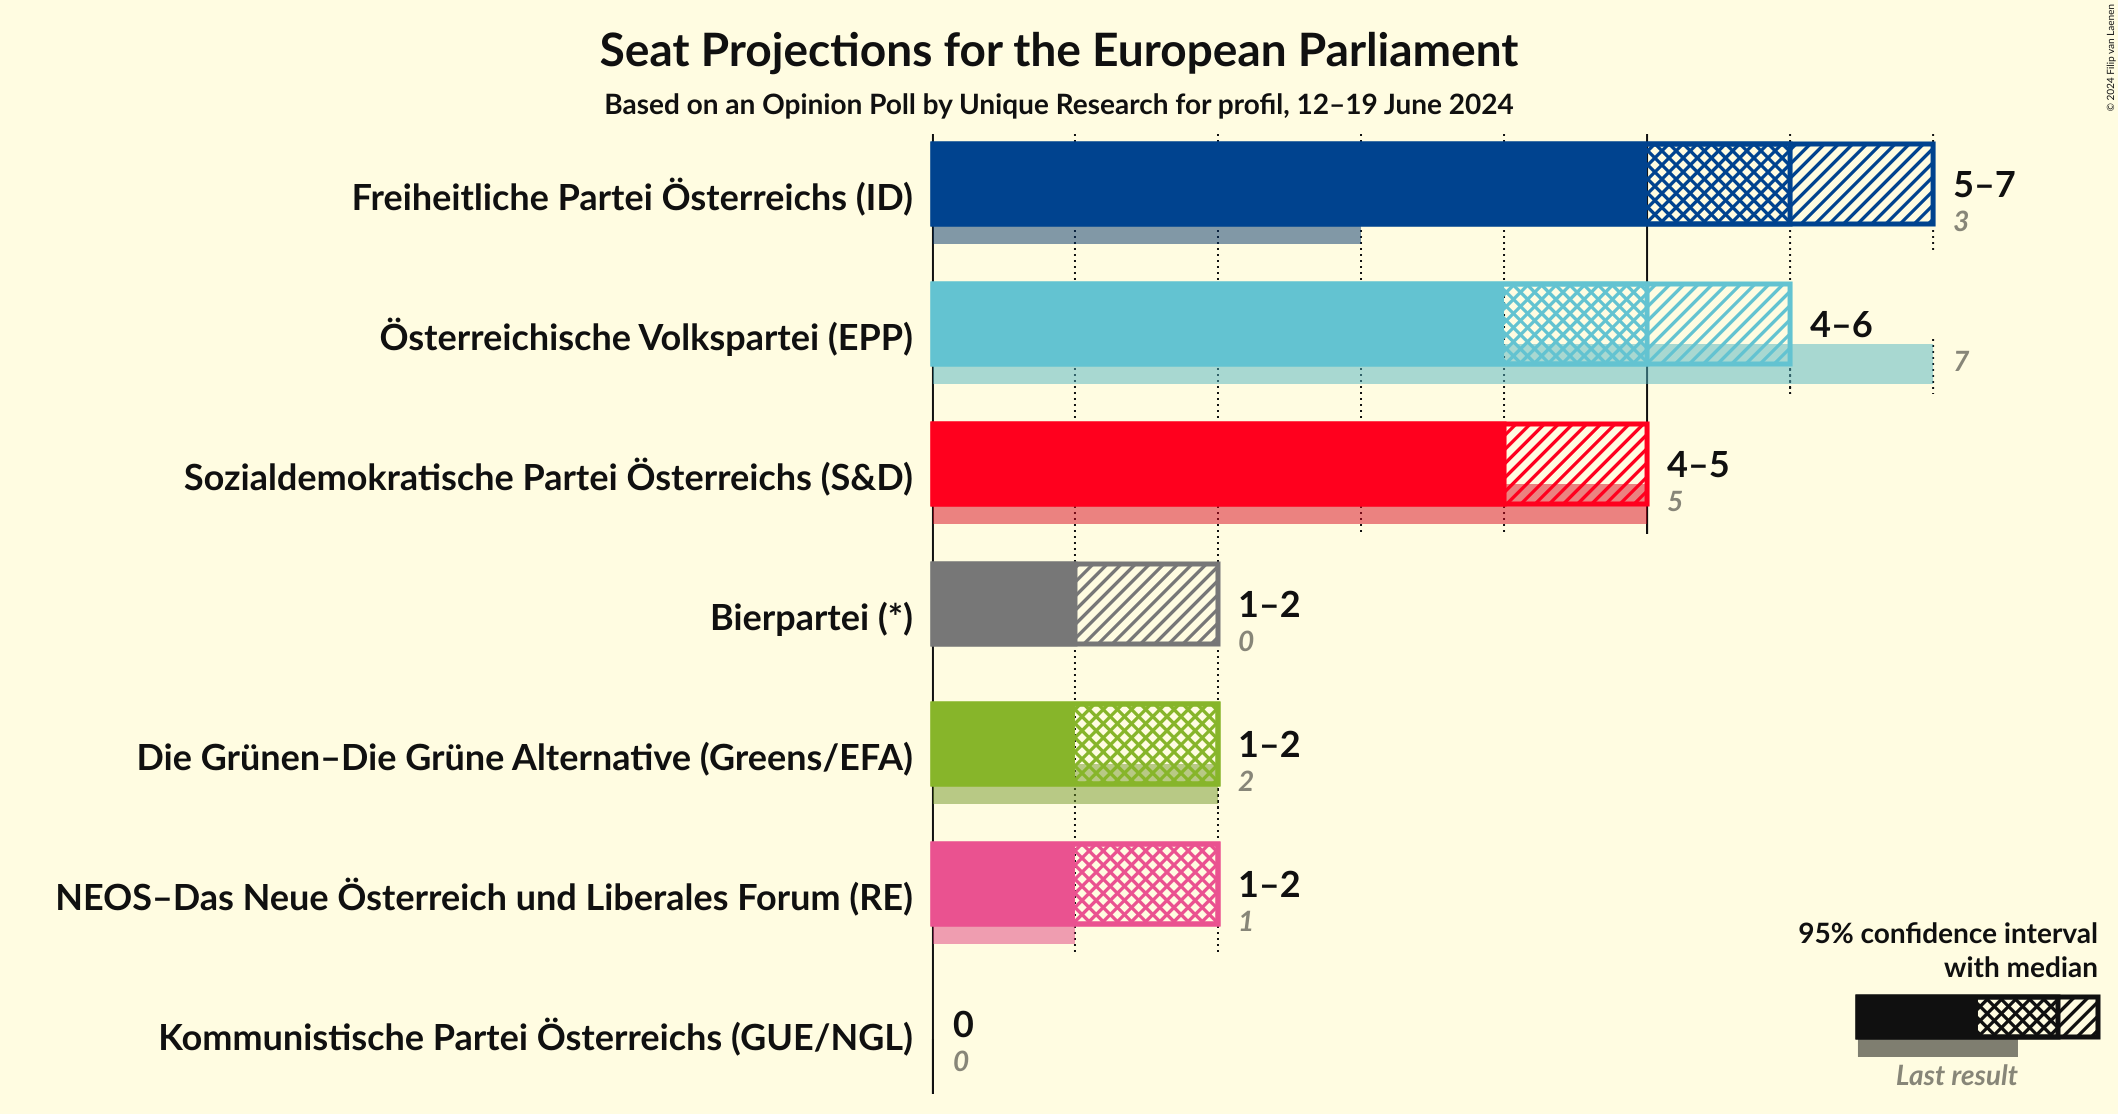 Seat Projections for the European Parliament
Based on an Opinion Poll by Unique Research for profil, 12–19 June 2024
© 2024 Filip van Laenen
Freiheitliche Partei Österreichs (ID)
5–7
3
Österreichische Volkspartei (EPP)
4–6
7
Sozialdemokratische Partei Österreichs (S&D)
4–5
5
Bierpartei (*)
1–2
0
Die Grünen–Die Grüne Alternative (Greens/EFA)
1–2
2
NEOS–Das Neue Österreich und Liberales Forum (RE)
1–2
1
Kommunistische Partei Österreichs (GUE/NGL)
0
0
95% confidence interval
with median
Last result